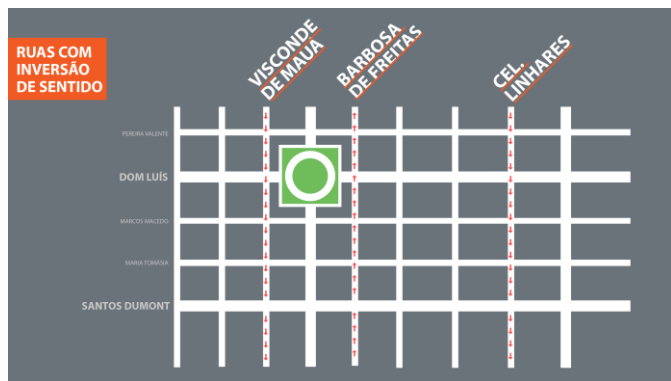 RUAS COM
INVERSÃO
DE SENTIDO
VISCONDE
DE MAUA
BARBOSA
DE FREITAS
CEL.
LINHARES
PEREIRA VALENTE
DOM LUÍS
MARCOS MACEDO
MARIA TOMÁSIA
SANTOS DUMONT